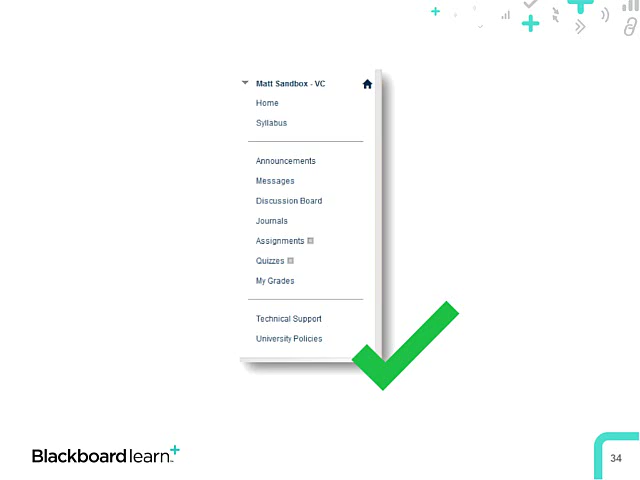 Matt Sandbox - VC
Home
Syllabus
Announcements
Messages
Discussion Board
Journals
Assignments
Quizzes
My Grades
Technical Support
University Policies
Blackboard learn
34